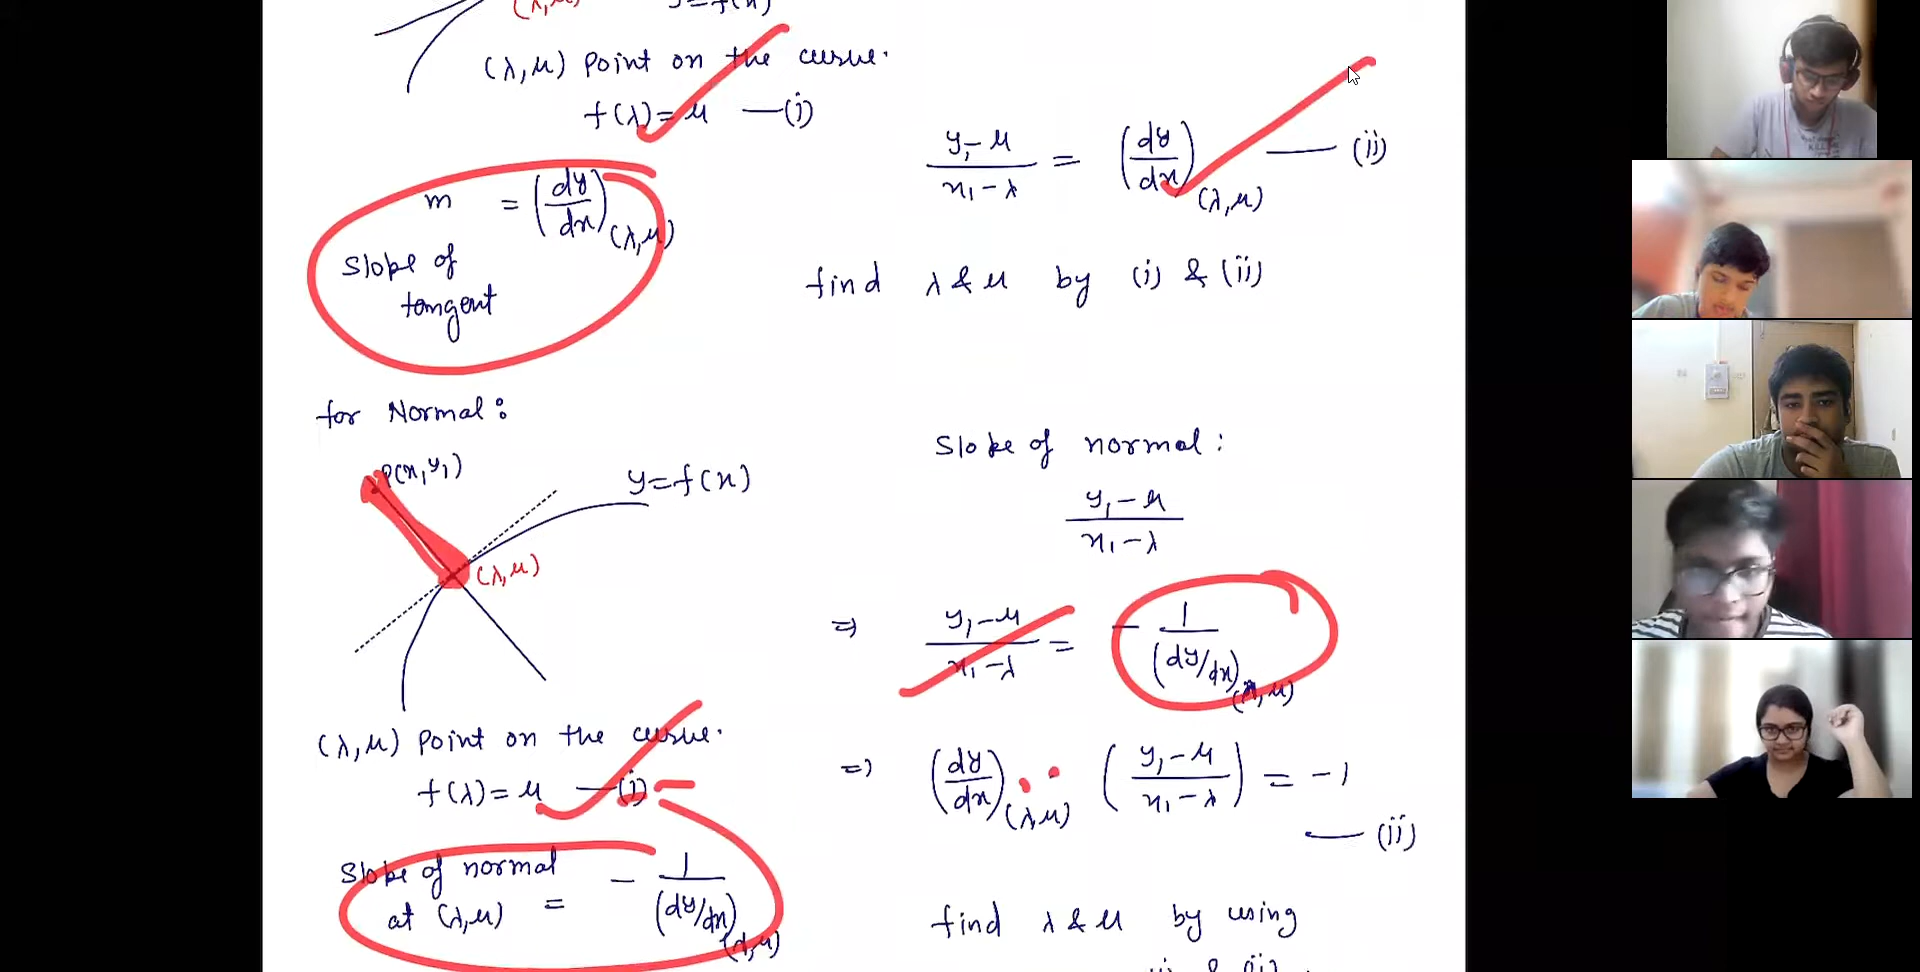 (λ,μ) y=f(x)
(λ,μ) Point on the curve.
f(λ)=μ —(i)
m = (dy/dx)(λ,μ)
Slope of
tangent
(y₁-μ)/(x₁-λ) = (dy/dx)(λ,μ) —— (ii)
find λ & μ by (i) & (ii)
for Normal:
P(x₁,y₁)
y=f(x)
(λ,μ)
(λ,μ) Point on the curve.
f(λ)=μ —(i)
Slope of normal
at (λ,μ) = - 1/(dy/dx)(λ,μ)
Slope of normal:
(y₁-μ)/(x₁-λ)
⇒ (y₁-μ)/(x₁-λ) = - 1/(dy/dx)(λ,μ)
⇒ (dy/dx)(λ,μ) ((y₁-μ)/(x₁-λ)) = -1
—— (ii)
find λ & μ by using